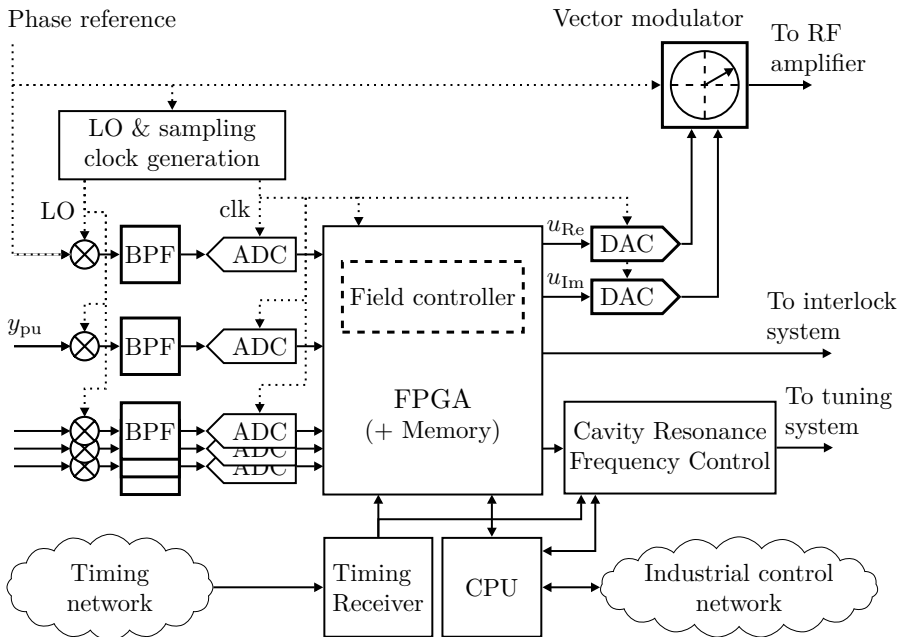 Phase reference
Vector modulator
To RF
amplifier
LO & sampling
clock generation
LO
clk
BPF
ADC
u_Re
DAC
Field controller
u_Im
DAC
To interlock
system
y_pu
BPF
ADC
FPGA
(+ Memory)
To tuning
system
BPF
ADC
ADC
ADC
Cavity Resonance
Frequency Control
Timing
network
Timing
Receiver
CPU
Industrial control
network